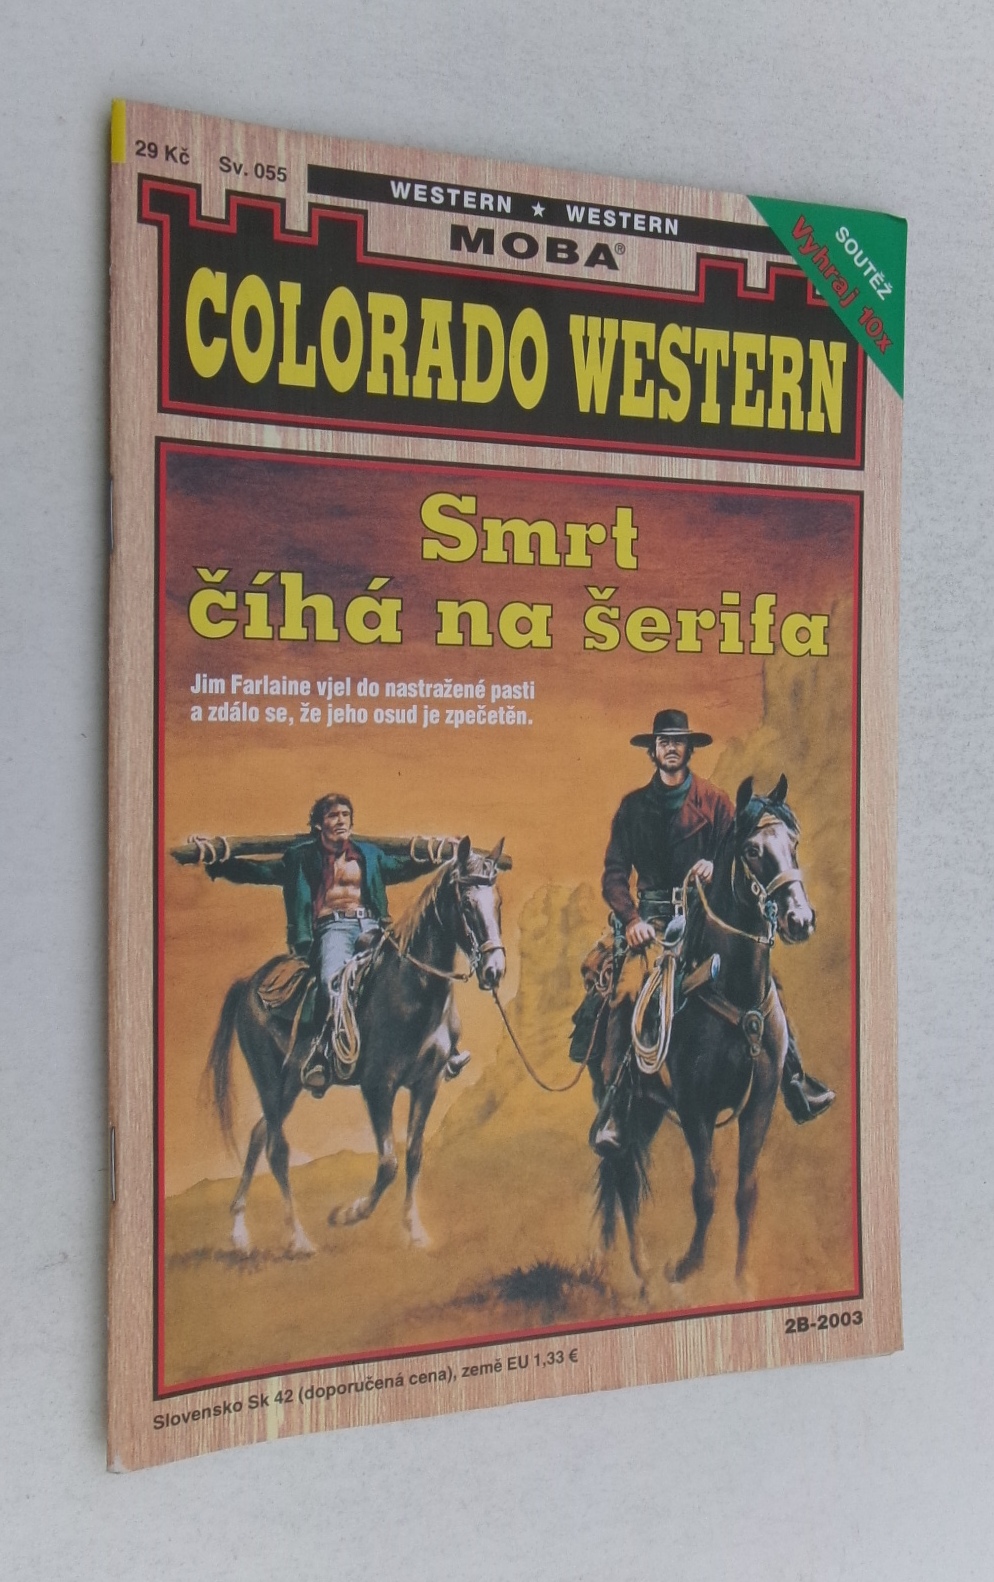 29 Kč Sv. 055
WESTERN ★ WESTERN
MOBA®
SOUTĚŽ
Vyhraj 10x
COLORADO WESTERN
Smrt
číhá na šerifa
Jim Farlaine vjel do nastražené pasti
a zdálo se, že jeho osud je zpečetěn.
2B-2003
Slovensko Sk 42 (doporučená cena), země EU 1,33 €